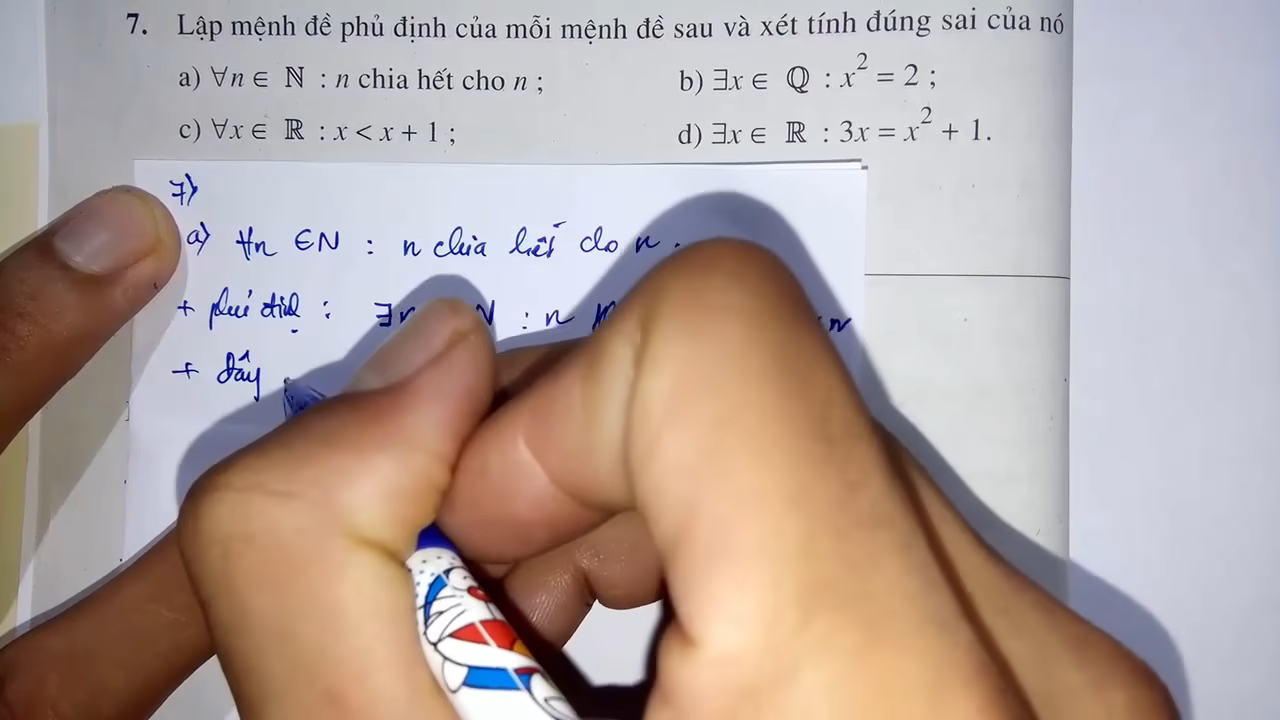 7. Lập mệnh đề phủ định của mỗi mệnh đề sau và xét tính đúng sai của nó
a) ∀n ∈ ℕ : n chia hết cho n ;
b) ∃x ∈ ℚ : x² = 2 ;
c) ∀x ∈ ℝ : x < x + 1 ;
d) ∃x ∈ ℝ : 3x = x² + 1.
7)
a) ∀n ∈ N : n chia hết cho n.
+ phủ định : ∃n N : n n
+ đây